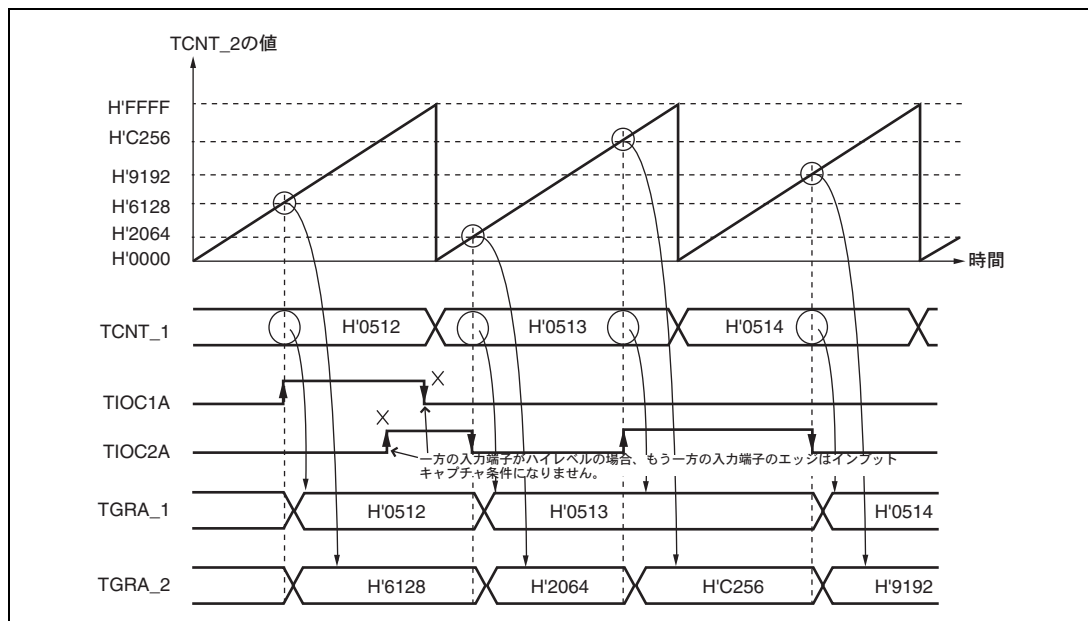 TCNT_2の値
H'FFFF
H'C256
H'9192
H'6128
H'2064
H'0000
時間
TCNT_1
H'0512
H'0513
H'0514
TIOC1A
TIOC2A
一方の入力端子がハイレベルの場合、もう一方の入力端子のエッジはインプット
キャプチャ条件になりません。
TGRA_1
H'0512
H'0513
H'0514
TGRA_2
H'6128
H'2064
H'C256
H'9192